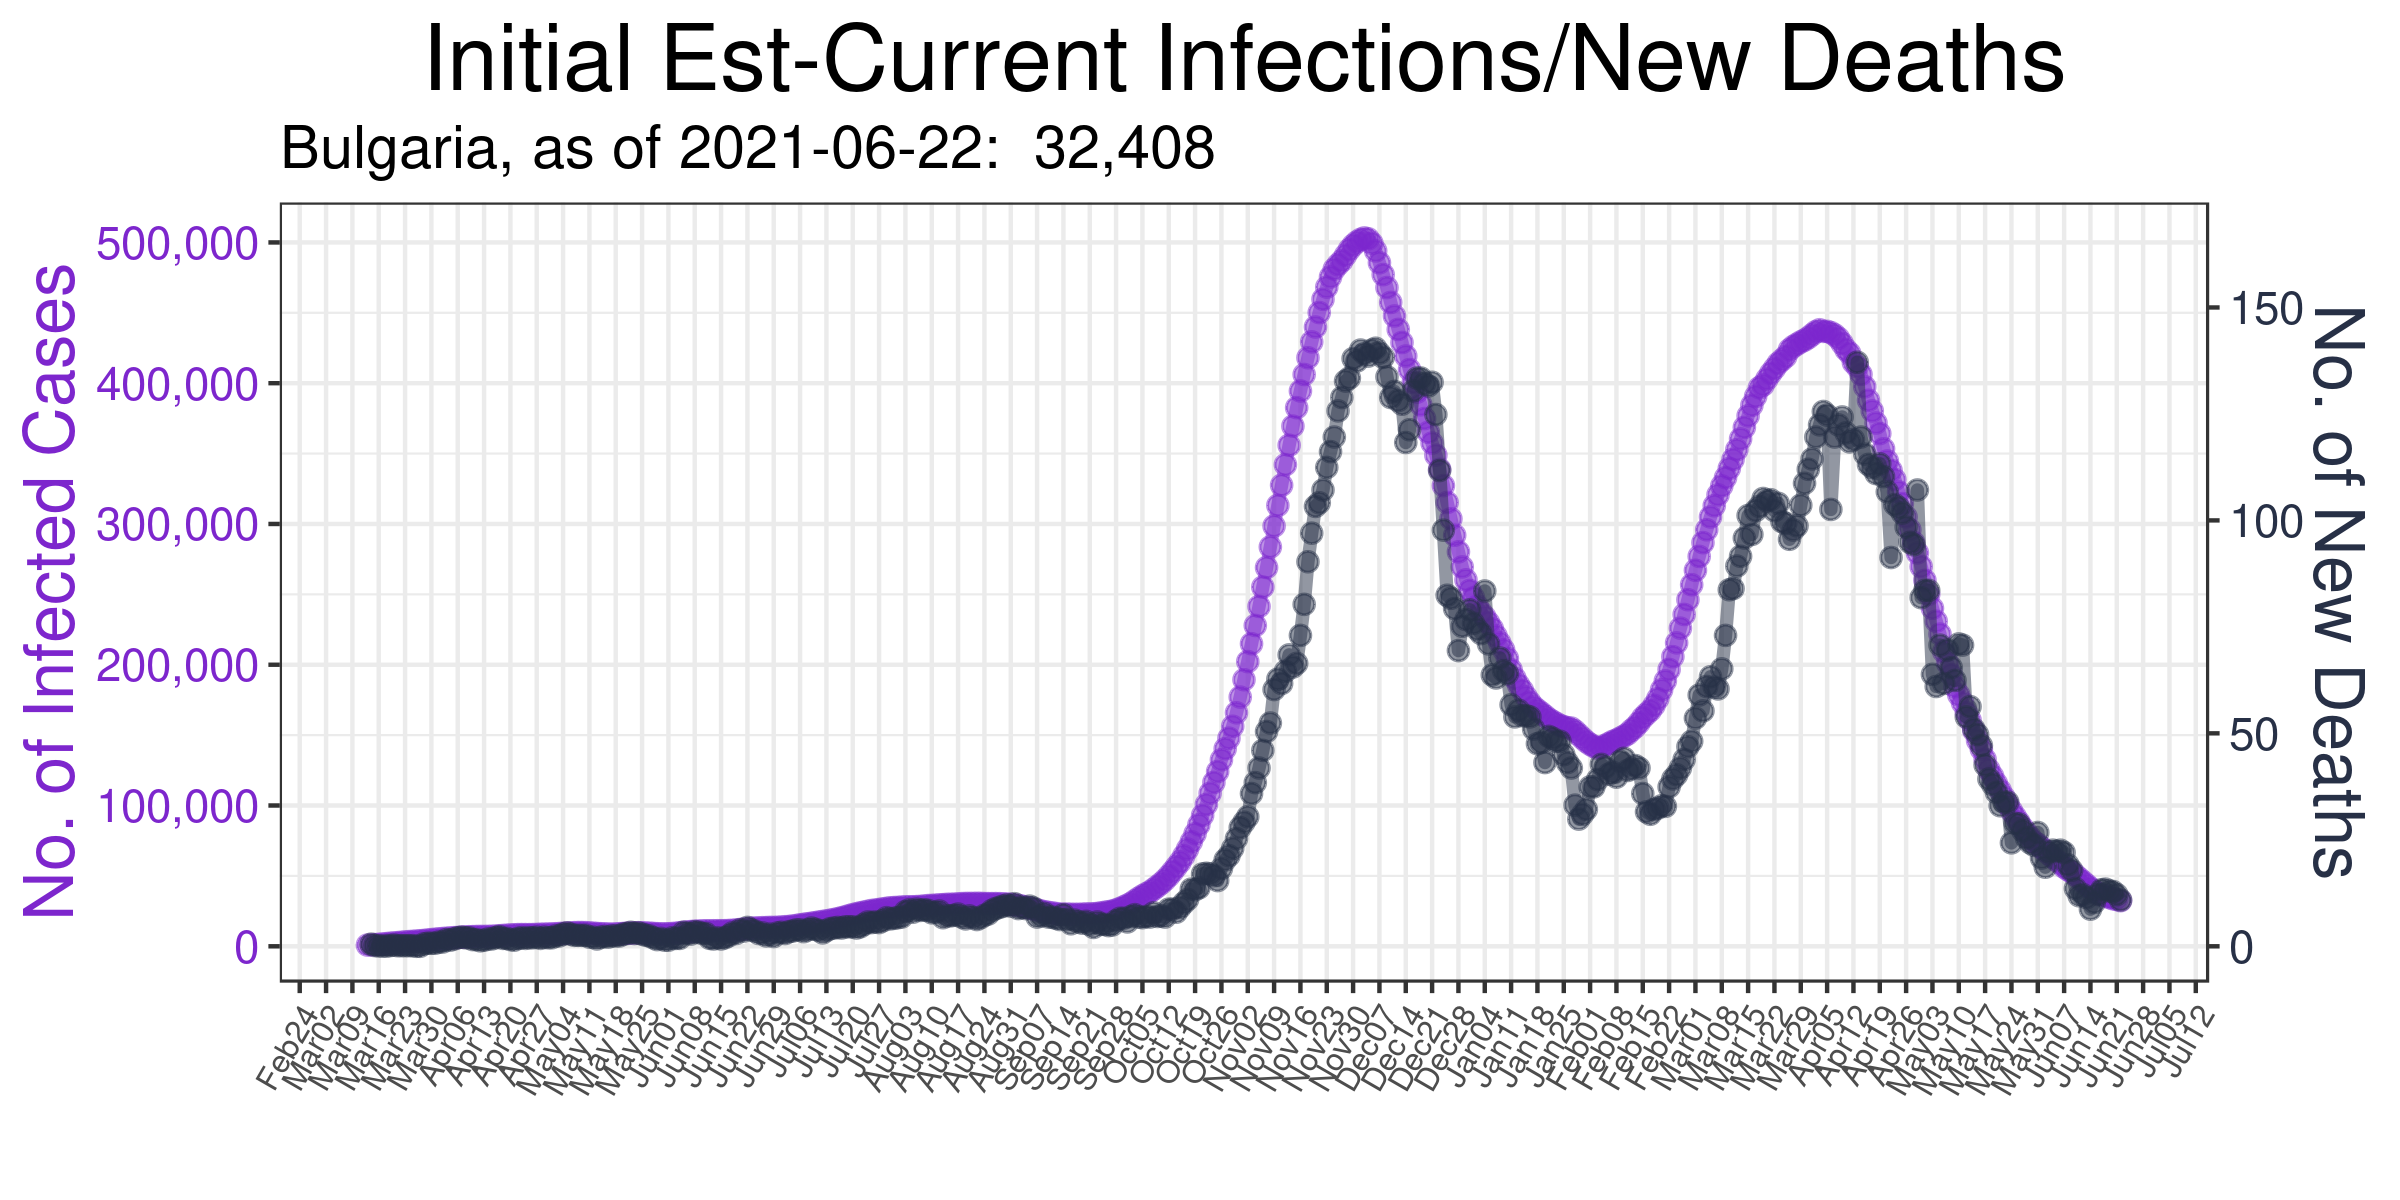 Initial Est-Current Infections/New Deaths
Bulgaria, as of 2021-06-22:  32,408
No. of Infected Cases
500,000
400,000
300,000
200,000
100,000
0
150
100
50
0
No. of New Deaths
Feb24
Mar02
Mar09
Mar16
Mar23
Mar30
Apr06
Apr13
Apr20
Apr27
May04
May11
May18
May25
Jun01
Jun08
Jun15
Jun22
Jun29
Jul06
Jul13
Jul20
Jul27
Aug03
Aug10
Aug17
Aug24
Aug31
Sep07
Sep14
Sep21
Sep28
Oct05
Oct12
Oct19
Oct26
Nov02
Nov09
Nov16
Nov23
Nov30
Dec07
Dec14
Dec21
Dec28
Jan04
Jan11
Jan18
Jan25
Feb01
Feb08
Feb15
Feb22
Mar01
Mar08
Mar15
Mar22
Mar29
Apr05
Apr12
Apr19
Apr26
May03
May10
May17
May24
May31
Jun07
Jun14
Jun21
Jun28
Jul05
Jul12